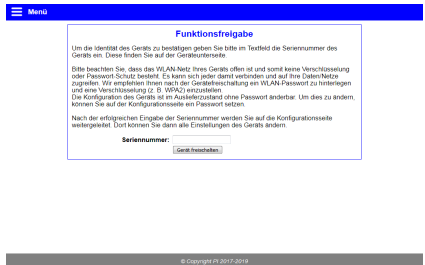 Menü
Funktionsfreigabe
Um die Identität des Geräts zu bestätigen geben Sie bitte im Textfeld die Seriennummer des
Geräts ein. Diese finden Sie auf der Geräteunterseite.
Bitte beachten Sie, dass das WLAN-Netz Ihres Geräts offen ist und somit keine Verschlüsselung
oder Passwort-Schutz besteht. Es kann sich jeder damit verbinden und auf Ihre Daten/Netze
zugreifen. Wir empfehlen Ihnen nach der Gerätefreischaltung ein WLAN-Passwort zu hinterlegen
und eine Verschlüsselung (z. B. WPA2) einzustellen.
Die Konfiguration des Geräts ist im Auslieferzustand ohne Passwort änderbar. Um dies zu ändern,
können Sie auf der Konfigurationsseite ein Passwort setzen.
Nach der erfolgreichen Eingabe der Seriennummer werden Sie auf die Konfigurationsseite
weitergeleitet. Dort können Sie dann alle Einstellungen des Geräts ändern.
Seriennummer:
Gerät freischalten
© Copyright PI 2017-2019